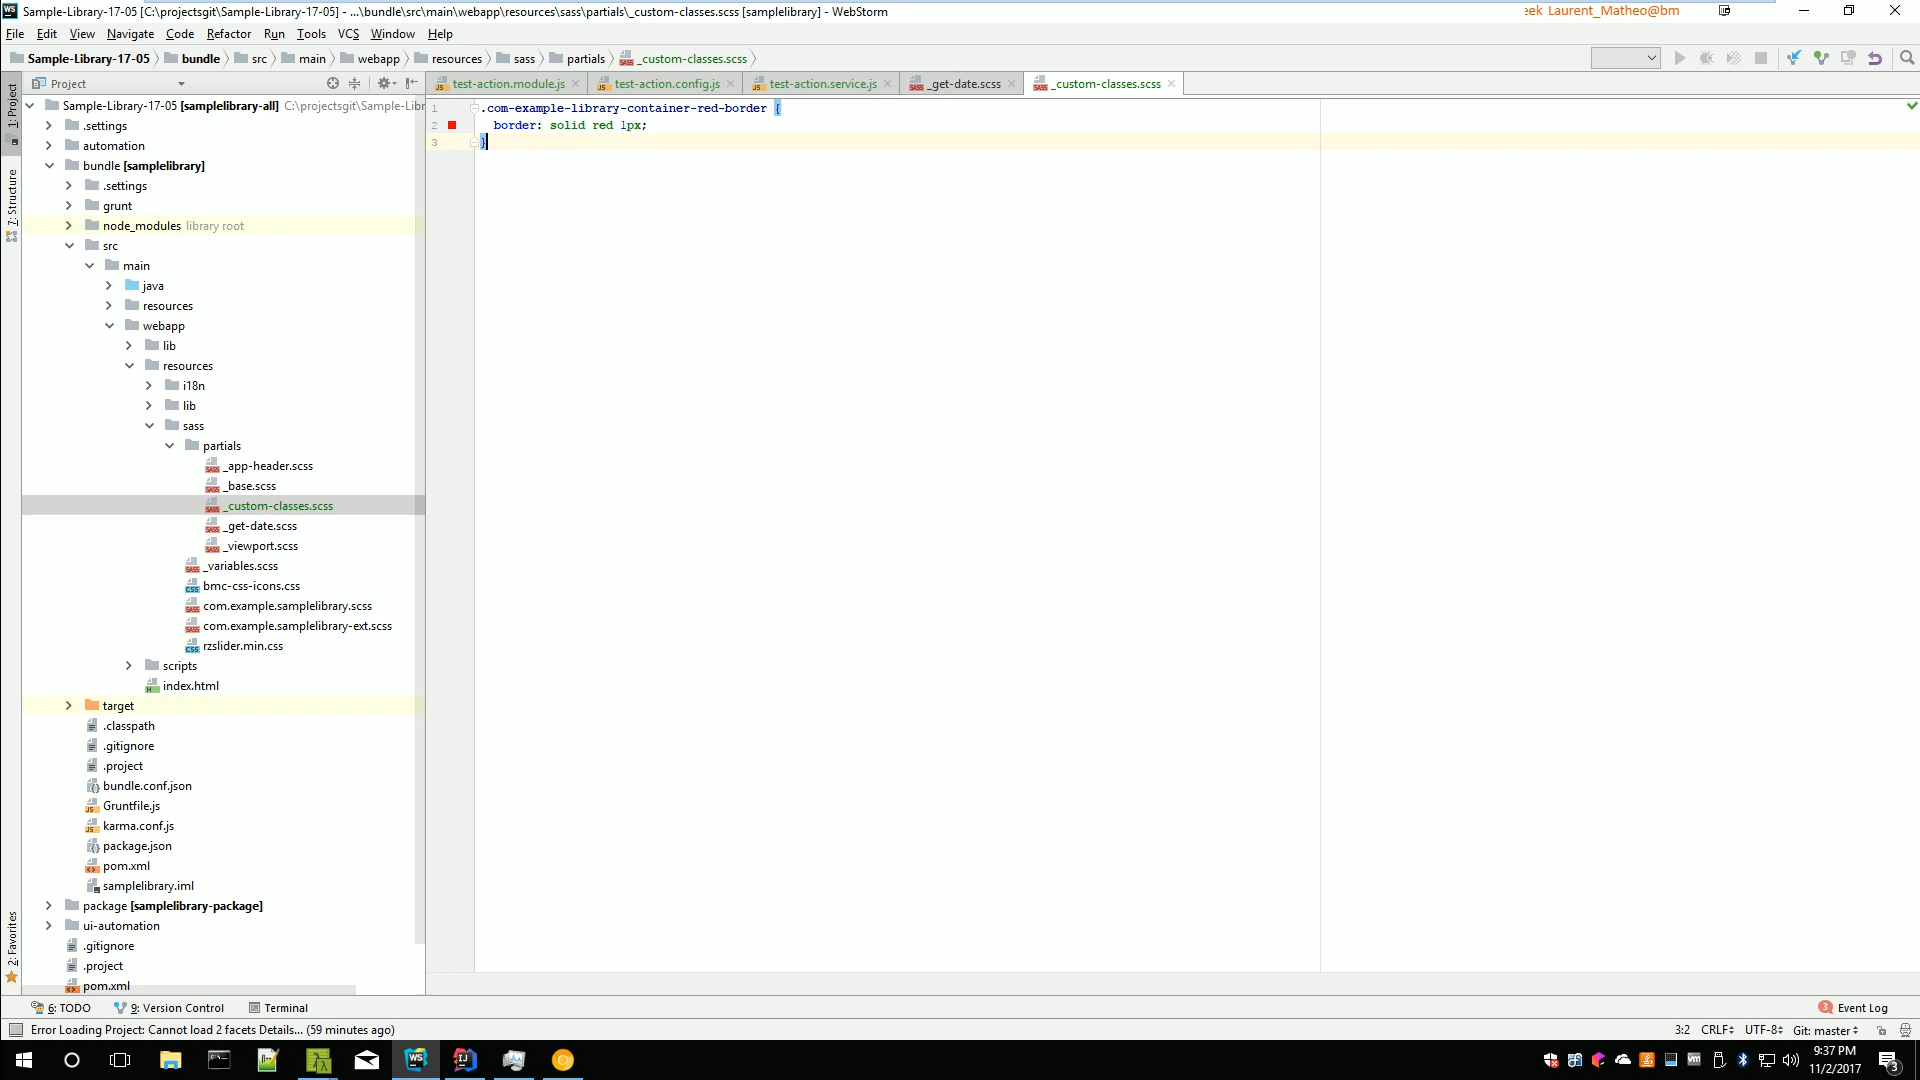 Sample-Library-17-05 [C:\projectsgit\Sample-Library-17-05] - ...\bundle\src\main\webapp\resources\sass\partials\_custom-classes.scss [samplelibrary] - WebStorm
Laurent_Matheo@bm
File Edit View Navigate Code Refactor Run Tools VCS Window Help
Sample-Library-17-05 bundle src main webapp resources sass partials _custom-classes.scss
1: Project
7: Structure
2: Favorites
Project
test-action.module.js test-action.config.js test-action.service.js _get-date.scss _custom-classes.scss
Sample-Library-17-05 [samplelibrary-all] C:\projectsgit\Sample-Libr
.settings
automation
bundle [samplelibrary]
.settings
grunt
node_modules library root
src
main
java
resources
webapp
lib
resources
i18n
lib
sass
partials
_app-header.scss
_base.scss
_custom-classes.scss
_get-date.scss
_viewport.scss
_variables.scss
bmc-css-icons.css
com.example.samplelibrary.scss
com.example.samplelibrary-ext.scss
rzslider.min.css
scripts
index.html
target
.classpath
.gitignore
.project
bundle.conf.json
Gruntfile.js
karma.conf.js
package.json
pom.xml
samplelibrary.iml
package [samplelibrary-package]
ui-automation
.gitignore
.project
pom.xml
1 .com-example-library-container-red-border {
2 border: solid red 1px;
3 }
6: TODO 9: Version Control Terminal
3 Event Log
Error Loading Project: Cannot load 2 facets Details... (59 minutes ago)
3:2 CRLF UTF-8 Git: master
9:37 PM
11/2/2017
3